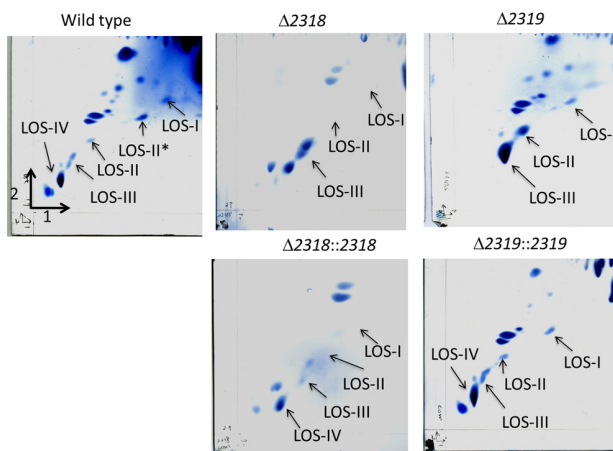 Wild type
Δ2318
Δ2319
LOS-IV
LOS-I
LOS-II*
LOS-II
LOS-III
2
1
LOS-I
LOS-II
LOS-III
LOS-
LOS-II
LOS-III
Δ2318::2318
Δ2319::2319
LOS-I
LOS-II
LOS-III
LOS-IV
LOS-IV
LOS-I
LOS-II
LOS-III